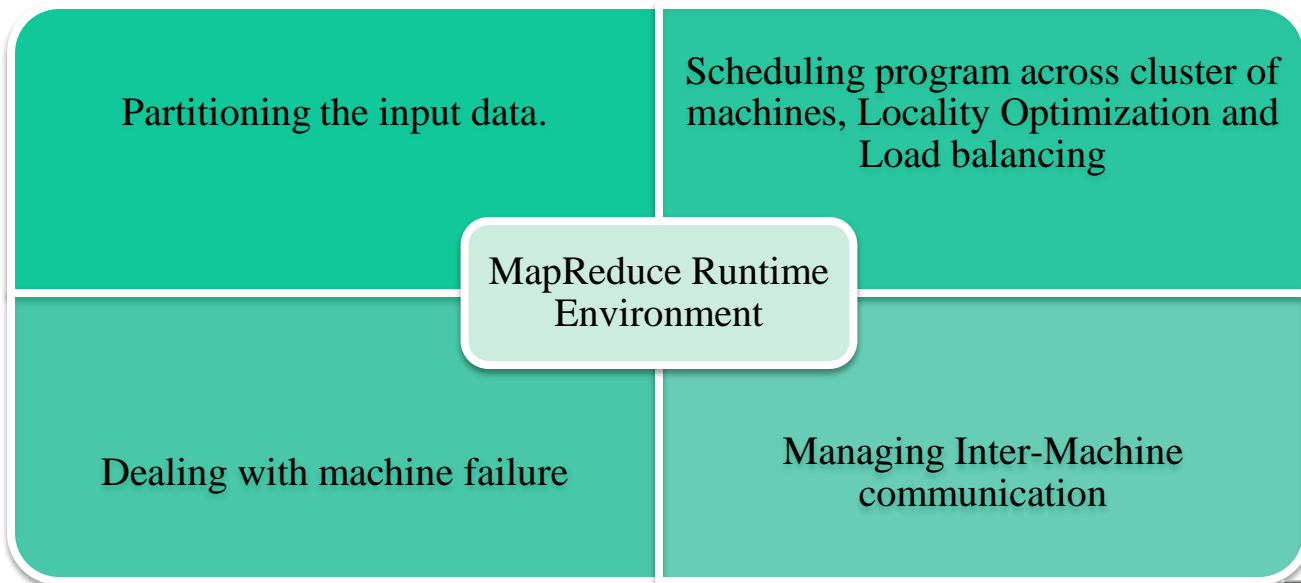 Partitioning the input data.
Scheduling program across cluster of
machines, Locality Optimization and
Load balancing
MapReduce Runtime
Environment
Dealing with machine failure
Managing Inter-Machine
communication